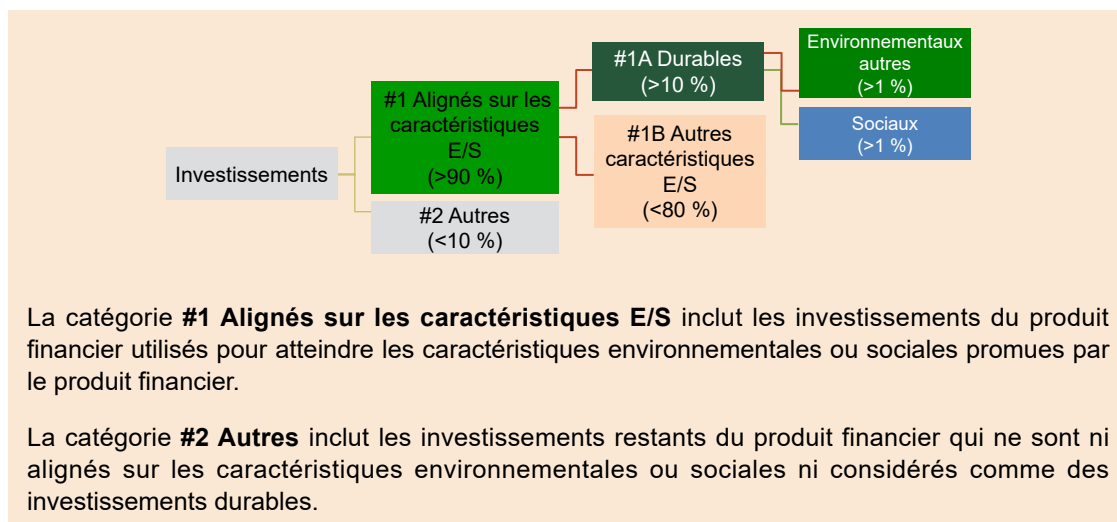 Investissements
#1 Alignés sur les
caractéristiques
E/S
(>90 %)
#2 Autres
(<10 %)
#1A Durables
(>10 %)
#1B Autres
caractéristiques
E/S
(<80 %)
Environnementaux
autres
(>1 %)
Sociaux
(>1 %)
La catégorie #1 Alignés sur les caractéristiques E/S inclut les investissements du produit
financier utilisés pour atteindre les caractéristiques environnementales ou sociales promues par
le produit financier.
La catégorie #2 Autres inclut les investissements restants du produit financier qui ne sont ni
alignés sur les caractéristiques environnementales ou sociales ni considérés comme des
investissements durables.